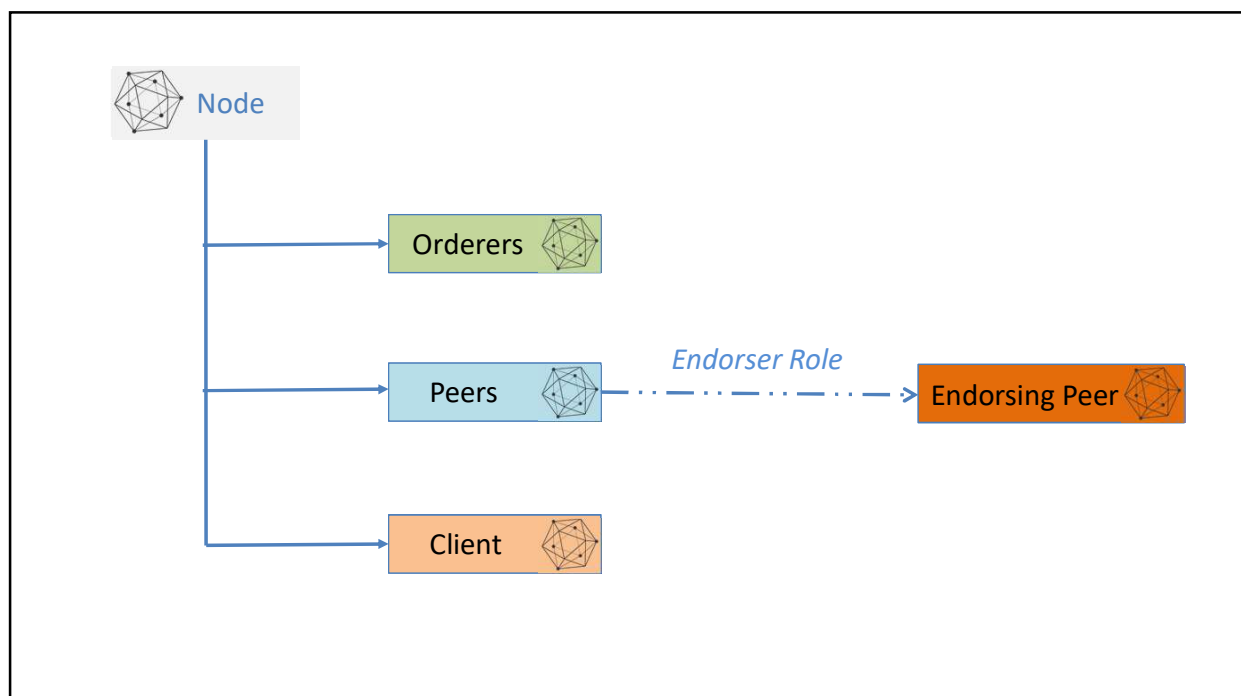 Node
Orderers
Endorser Role
Peers
Endorsing Peer
Client